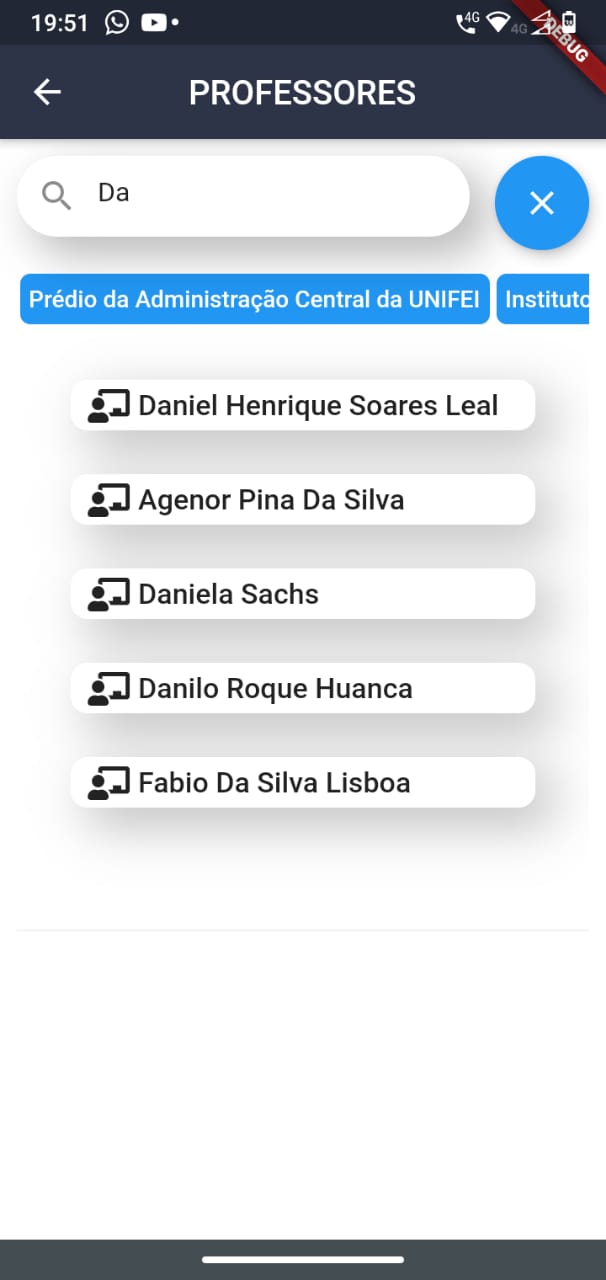 19:51
4G
4G
DEBUG
PROFESSORES
Da
Prédio da Administração Central da UNIFEI
Instituto
Daniel Henrique Soares Leal
Agenor Pina Da Silva
Daniela Sachs
Danilo Roque Huanca
Fabio Da Silva Lisboa